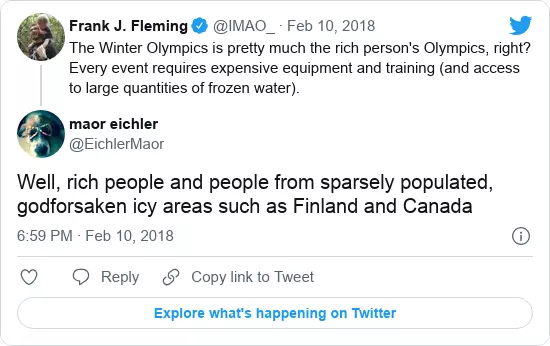 Frank J. Fleming @IMAO_ · Feb 10, 2018
The Winter Olympics is pretty much the rich person's Olympics, right?
Every event requires expensive equipment and training (and access
to large quantities of frozen water).
maor eichler
@EichlerMaor
Well, rich people and people from sparsely populated,
godforsaken icy areas such as Finland and Canada
6:59 PM · Feb 10, 2018
Reply Copy link to Tweet
Explore what's happening on Twitter